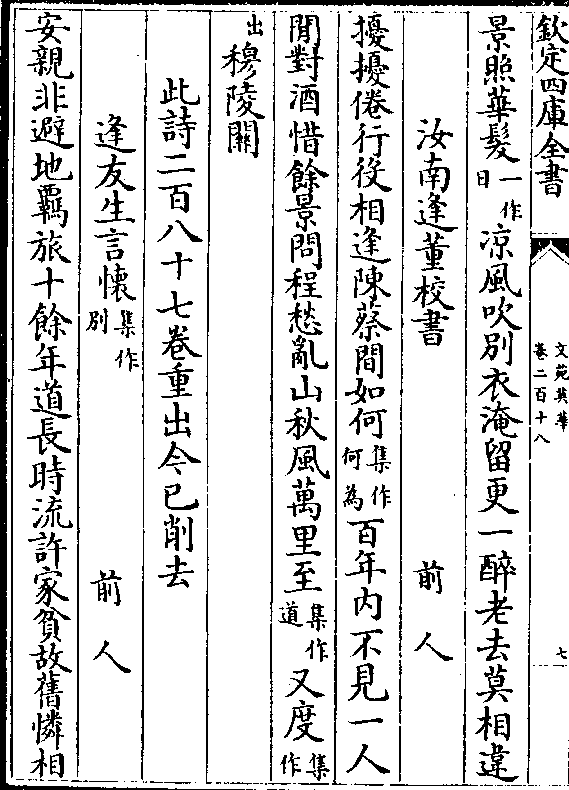 欽定四庫全書
文苑英華
卷二百十八
七
景照華髮一作日凉風吹別衣淹留更一醉老去莫相違
汝南逢董校書 前人
擾擾倦行役相逢陳蔡間如何集作何為百年内不見一人
閒對酒惜餘景問程愁亂山秋風萬里至集作道又度集作
出穆陵關
此詩二百八十七卷重出今已削去
逢友生言懷集作別 前人
安親非避地羈旅十餘年道長時流許家貧故舊憐相